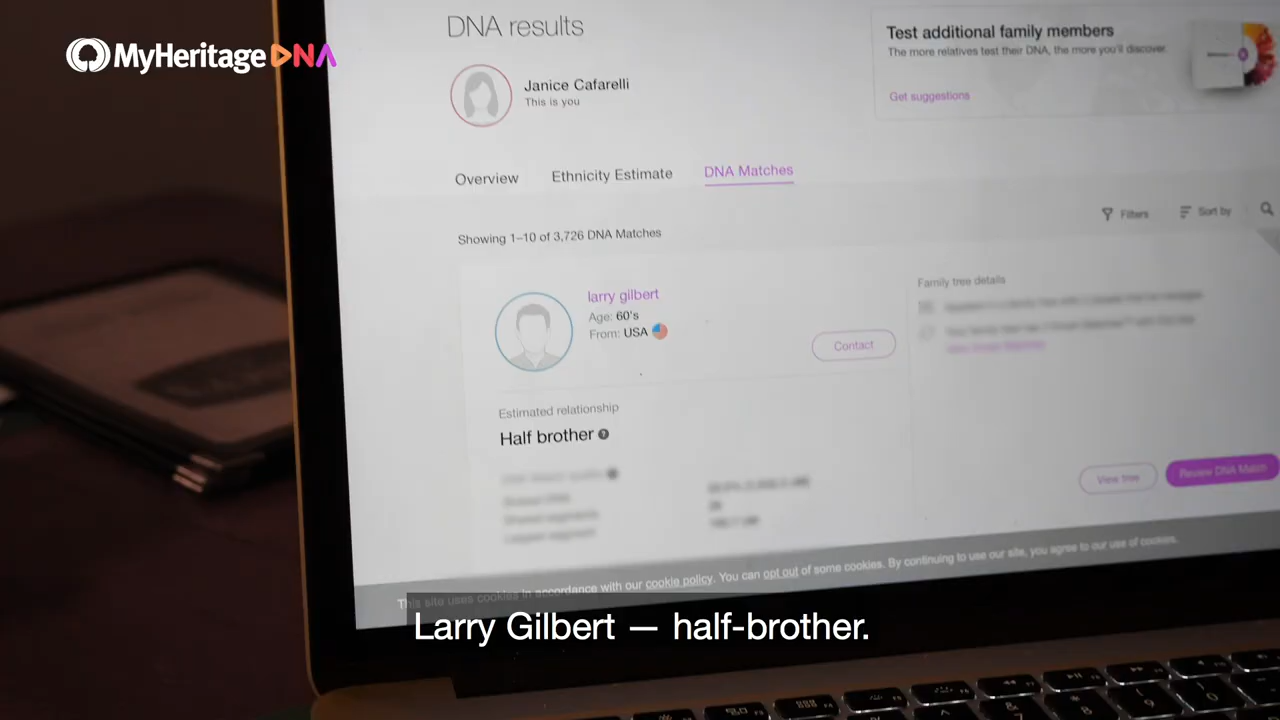 MyHeritage DNA
DNA results
Janice Cafarelli
This is you
Test additional family members
The more relatives test their DNA, the more you'll discover.
Get suggestions
Overview
Ethnicity Estimate
DNA Matches
Filters
Sort by
Showing 1–10 of 3,726 DNA Matches
larry gilbert
Age: 60's
From: USA
Contact
Family tree details
Estimated relationship
Half brother
View tree
Review DNA Match
This site uses cookies in accordance with our cookie policy. You can opt out of some cookies. By continuing to use our site, you agree to our use of cookies.
Larry Gilbert — half-brother.